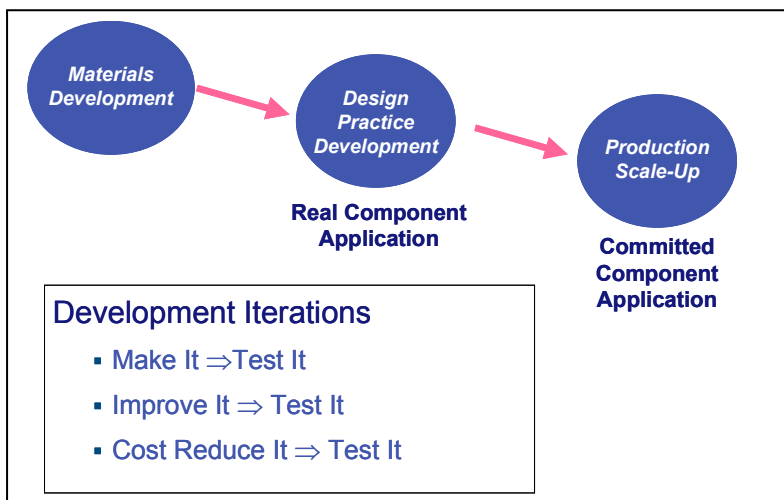 Materials
Development
Design
Practice
Development
Production
Scale-Up
Real Component
Application
Committed
Component
Application
Development Iterations
▪ Make It ⇒Test It
▪ Improve It ⇒ Test It
▪ Cost Reduce It ⇒ Test It